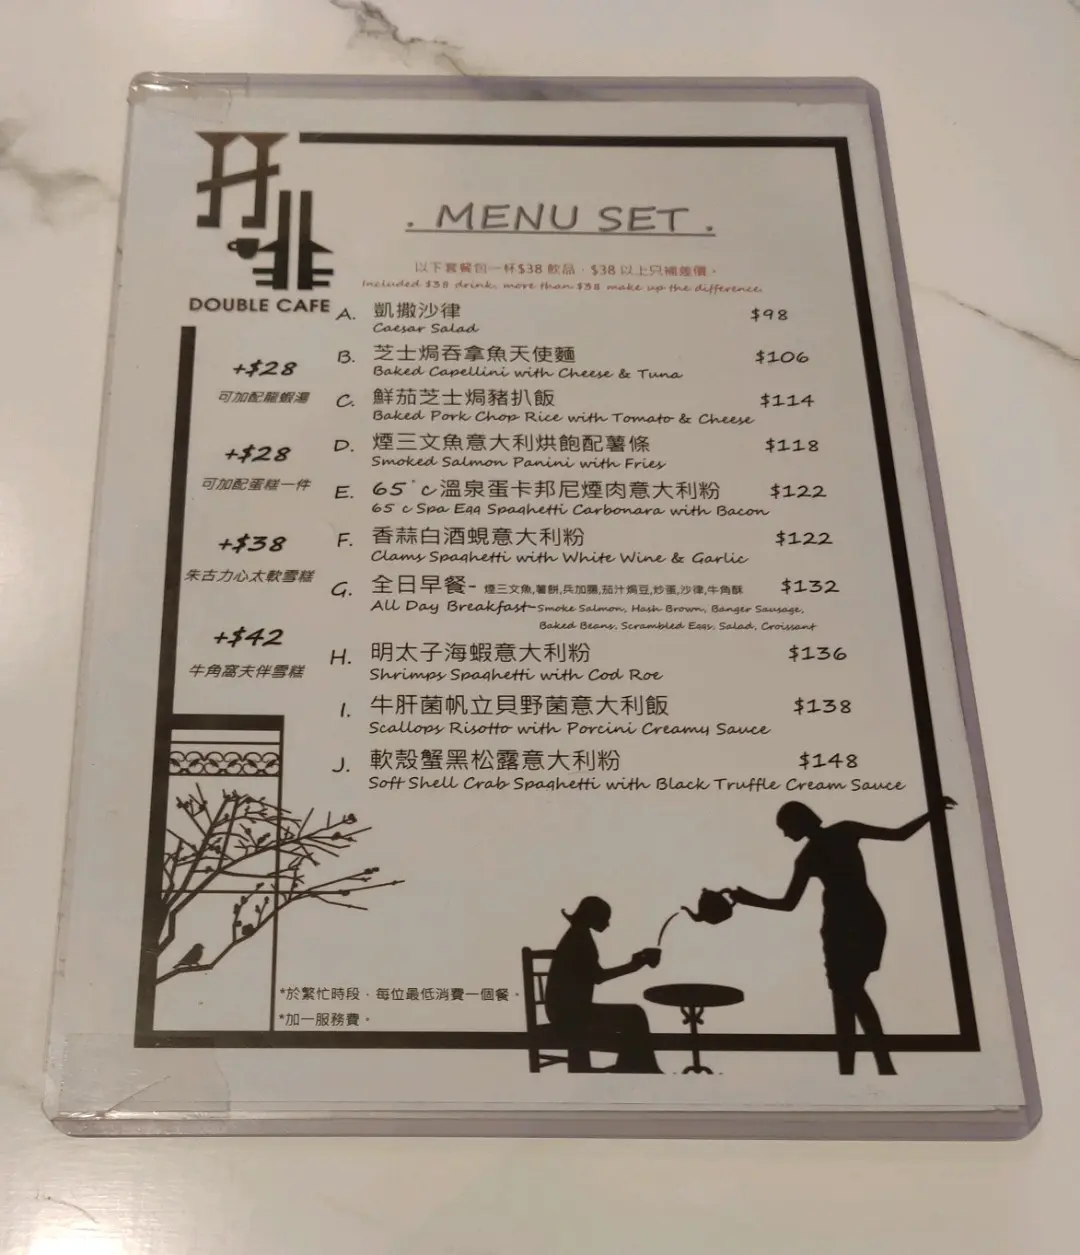 DOUBLE CAFE
. MENU SET .
以下套餐包一杯$38 飲品，$38 以上只補差價。
Included $38 drink, more than $38 make up the difference.
A. 凱撒沙律 $98
Caesar Salad
B. 芝士焗吞拿魚天使麵 $106
Baked Capellini with Cheese & Tuna
C. 鮮茄芝士焗豬扒飯 $114
Baked Pork Chop Rice with Tomato & Cheese
D. 煙三文魚意大利烘飽配薯條 $118
Smoked Salmon Panini with Fries
E. 65˚c溫泉蛋卡邦尼煙肉意大利粉 $122
65 c Spa Egg Spaghetti Carbonara with Bacon
F. 香蒜白酒蜆意大利粉 $122
Clams Spaghetti with White Wine & Garlic
G. 全日早餐- 煙三文魚,薯餅,兵加腸,茄汁焗豆,炒蛋,沙律,牛角酥 $132
All Day Breakfast-Smoke Salmon, Hash Brown, Banger Sausage,
Baked Beans, Scrambled Eggs, Salad, Croissant
H. 明太子海蝦意大利粉 $136
Shrimps Spaghetti with Cod Roe
I. 牛肝菌帆立貝野菌意大利飯 $138
Scallops Risotto with Porcini Creamy Sauce
J. 軟殼蟹黑松露意大利粉 $148
Soft Shell Crab Spaghetti with Black Truffle Cream Sauce
+$28
可加配龍蝦湯
+$28
可加配蛋糕一件
+$38
朱古力心太軟雪糕
+$42
牛角窩夫伴雪糕
*於繁忙時段，每位最低消費一個餐。
*加一服務費。